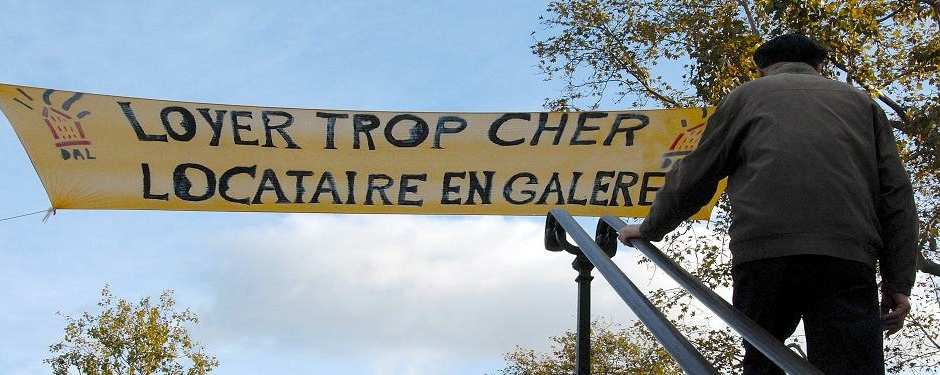 LOYER TROP CHER
LOCATAIRE EN GALERE
DAL